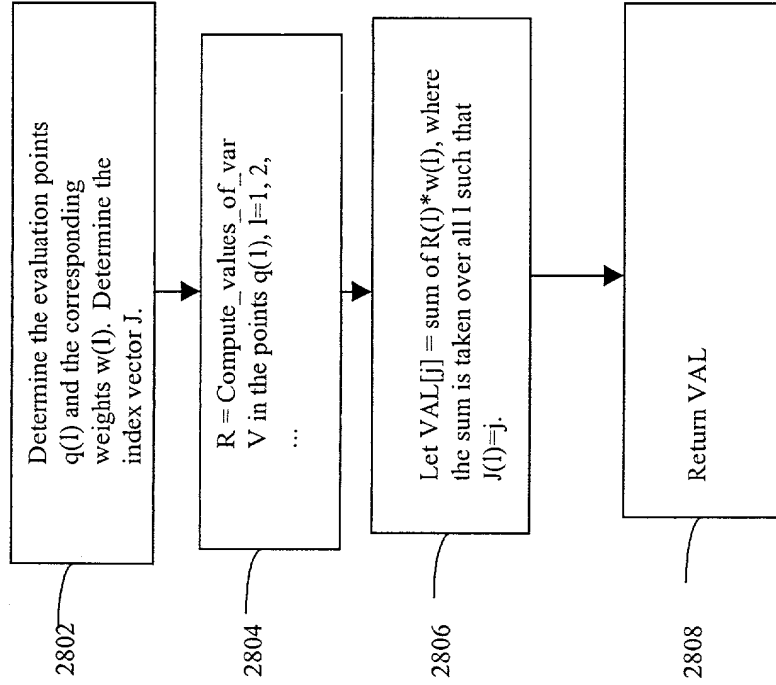 2802
Determine the evaluation points
q(l) and the corresponding
weights w(l). Determine the
index vector J.
2804
R = Compute_values_of_var
V in the points q(l), l=1, 2,
...
2806
Let VAL[j] = sum of R(l)*w(l), where
the sum is taken over all l such that
J(l)=j.
2808
Return VAL